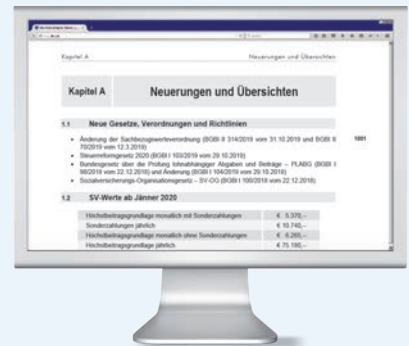 Kapitel A Neuerungen und Übersichten
Kapitel A Neuerungen und Übersichten
1.1 Neue Gesetze, Verordnungen und Richtlinien
• Änderung der Sachbezugswerteverordnung (BGBl II 314/2019 vom 31.10.2019 und BGBl II 1001
70/2019 vom 12.3.2019)
• Steuerreformgesetz 2020 (BGBl I 103/2019 vom 29.10.2019)
• Bundesgesetz über die Prüfung lohnabhängiger Abgaben und Beiträge – PLABG (BGBl I
98/2018 vom 22.12.2018) und Änderung (BGBl I 104/2019 vom 29.10.2019)
• Sozialversicherungs-Organisationsgesetz – SV-OG (BGBl I 100/2018 vom 22.12.2018)
1.2 SV-Werte ab Jänner 2020
Höchstbeitragsgrundlage monatlich mit Sonderzahlungen € 5.370,–
Sonderzahlungen jährlich € 10.740,–
Höchstbeitragsgrundlage monatlich ohne Sonderzahlungen € 6.265,–
Höchstbeitragsgrundlage jährlich € 75.180,–